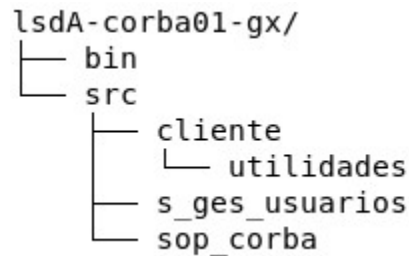 lsdA-corba01-gx/
├── bin
└── src
    ├── cliente
    │   └── utilidades
    ├── s_ges_usuarios
    └── sop_corba